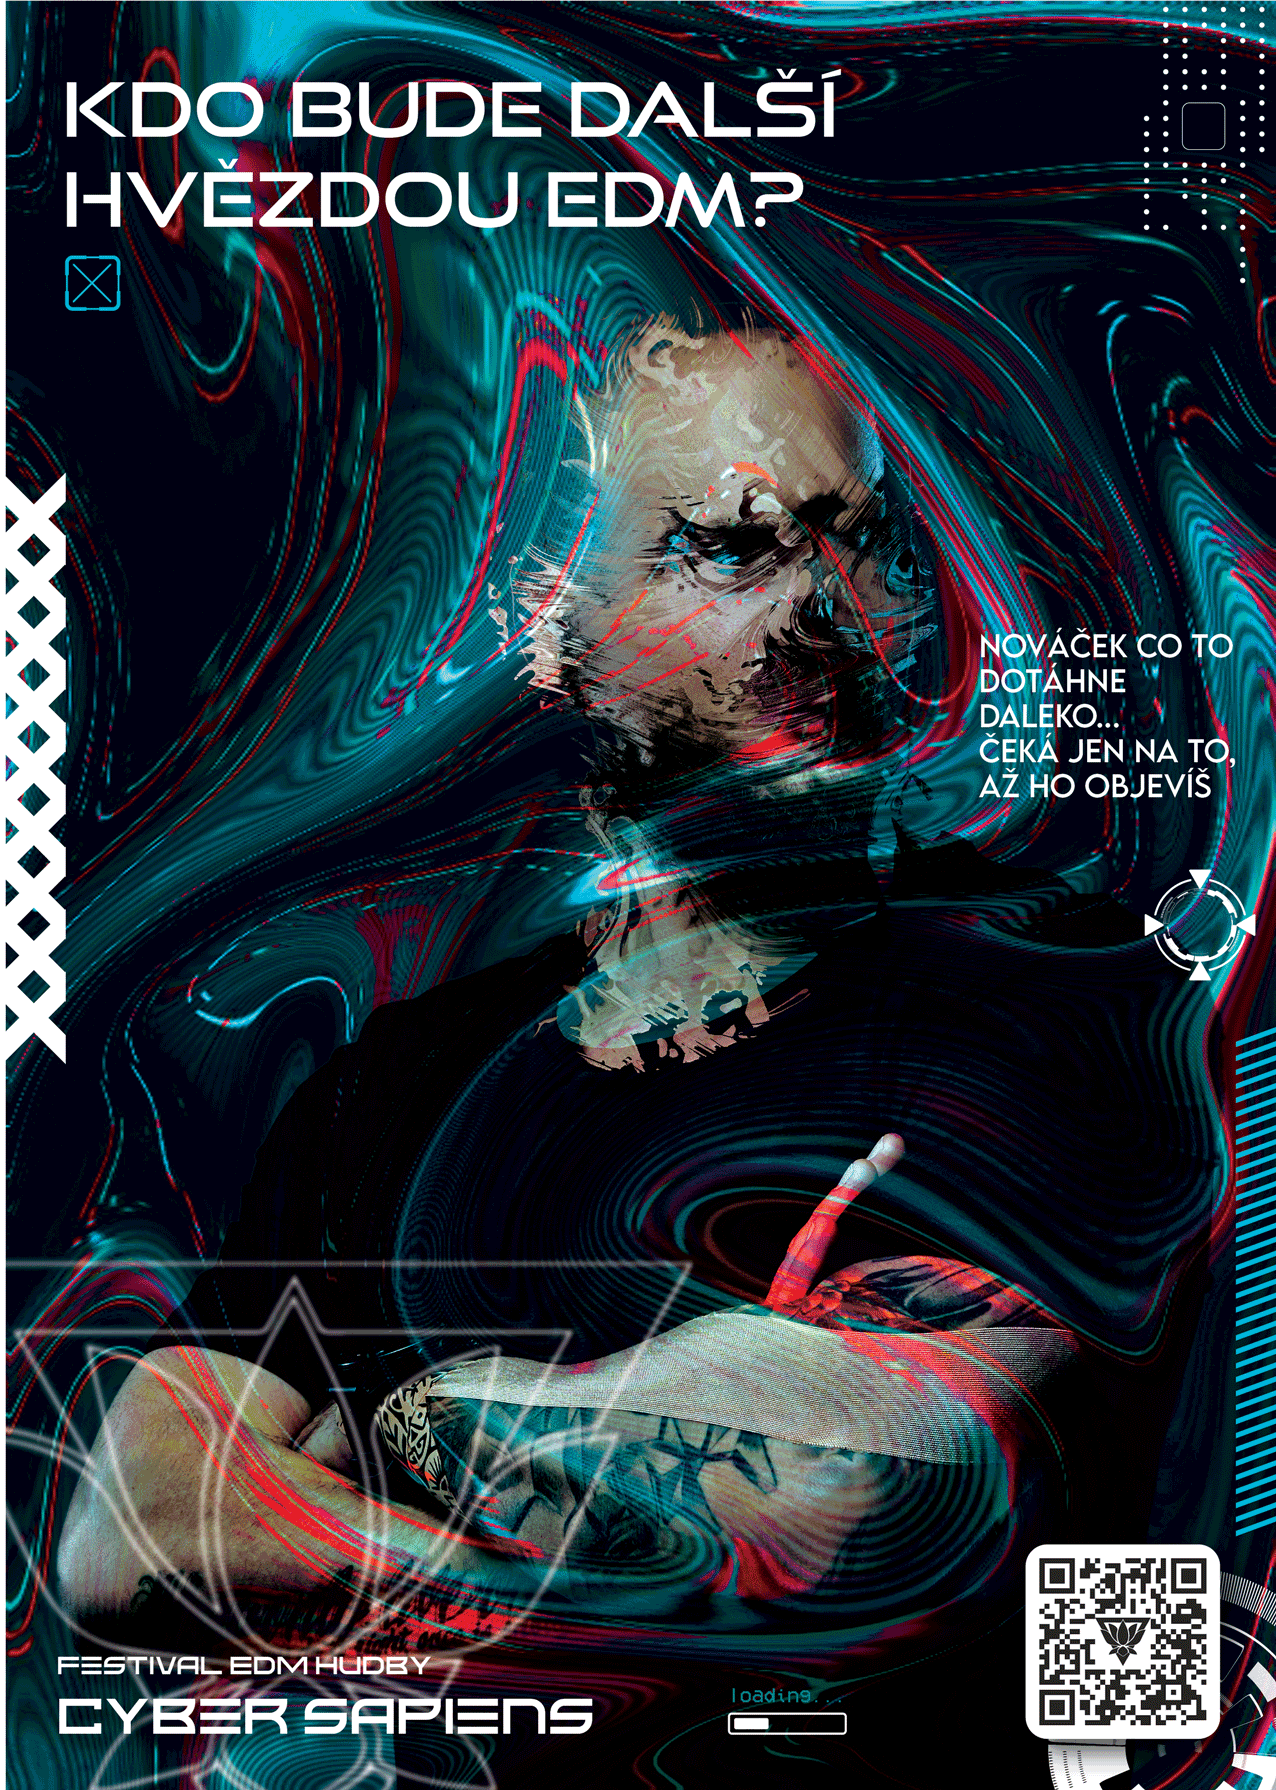 KDO BUDE DALŠÍ
HVĚZDOU EDM?
NOVÁČEK CO TO
DOTÁHNE
DALEKO...
ČEKÁ JEN NA TO,
AŽ HO OBJEVÍŠ
FESTIVAL EDM HUDBY
CYBER SAPIENS
loading...